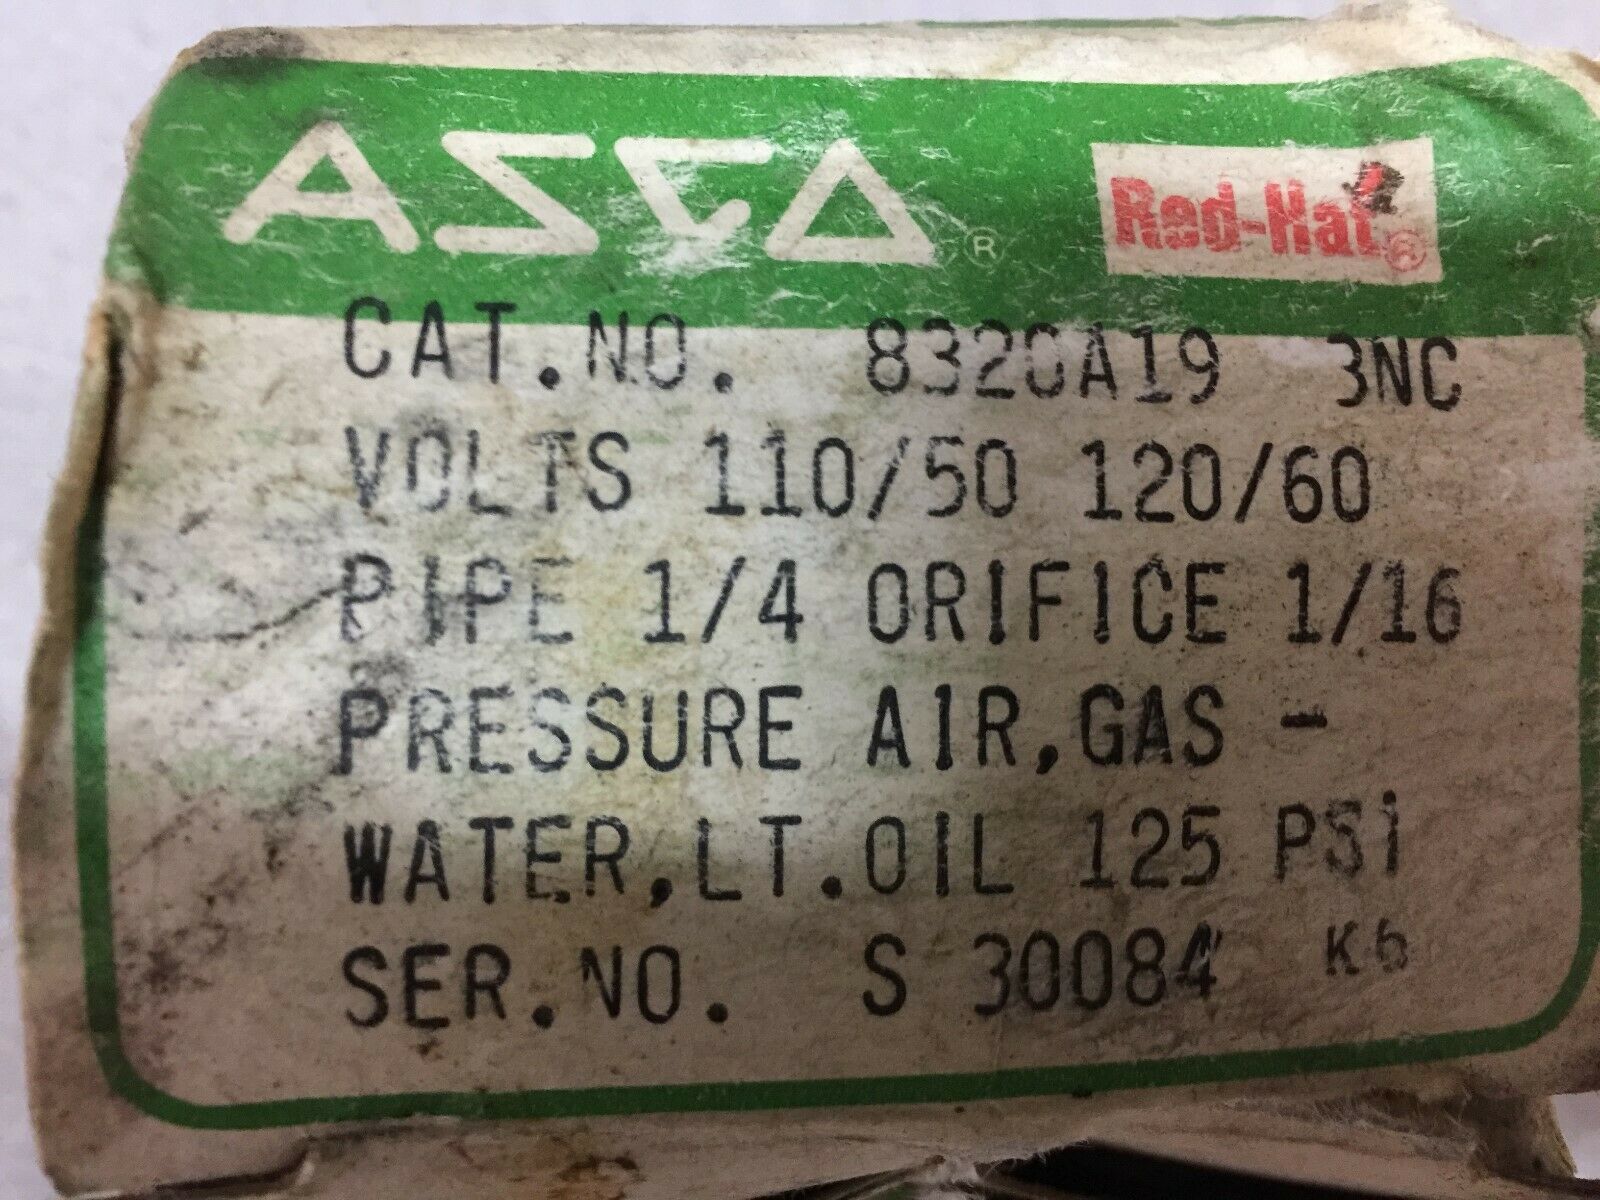 ASCO ® Red-Hat ®
CAT.NO. 8320A19 3NC
VOLTS 110/50 120/60
PIPE 1/4 ORIFICE 1/16
PRESSURE AIR,GAS -
WATER,LT.OIL 125 PSi
SER.NO. S 30084 K6